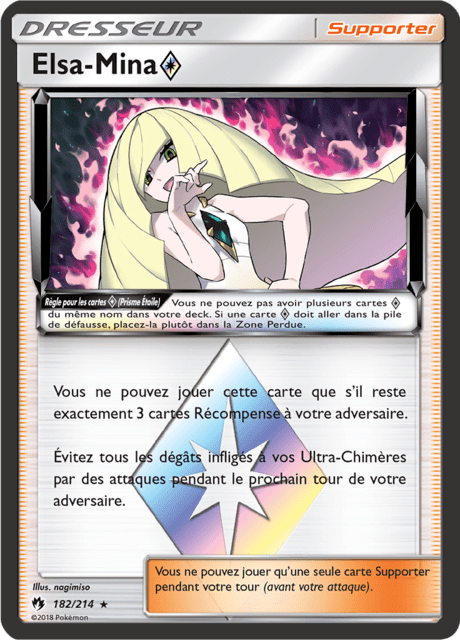 DRESSEUR
Supporter
Elsa-Mina
Règle pour les cartes (Prisme Étoile) Vous ne pouvez pas avoir plusieurs cartes
du même nom dans votre deck. Si une carte doit aller dans la pile
de défausse, placez-la plutôt dans la Zone Perdue.
Vous ne pouvez jouer cette carte que s'il reste
exactement 3 cartes Récompense à votre adversaire.
Évitez tous les dégâts infligés à vos Ultra-Chimères
par des attaques pendant le prochain tour de votre
adversaire.
Vous ne pouvez jouer qu'une seule carte Supporter
pendant votre tour (avant votre attaque).
Illus. nagimiso
182/214 ★
©2018 Pokémon